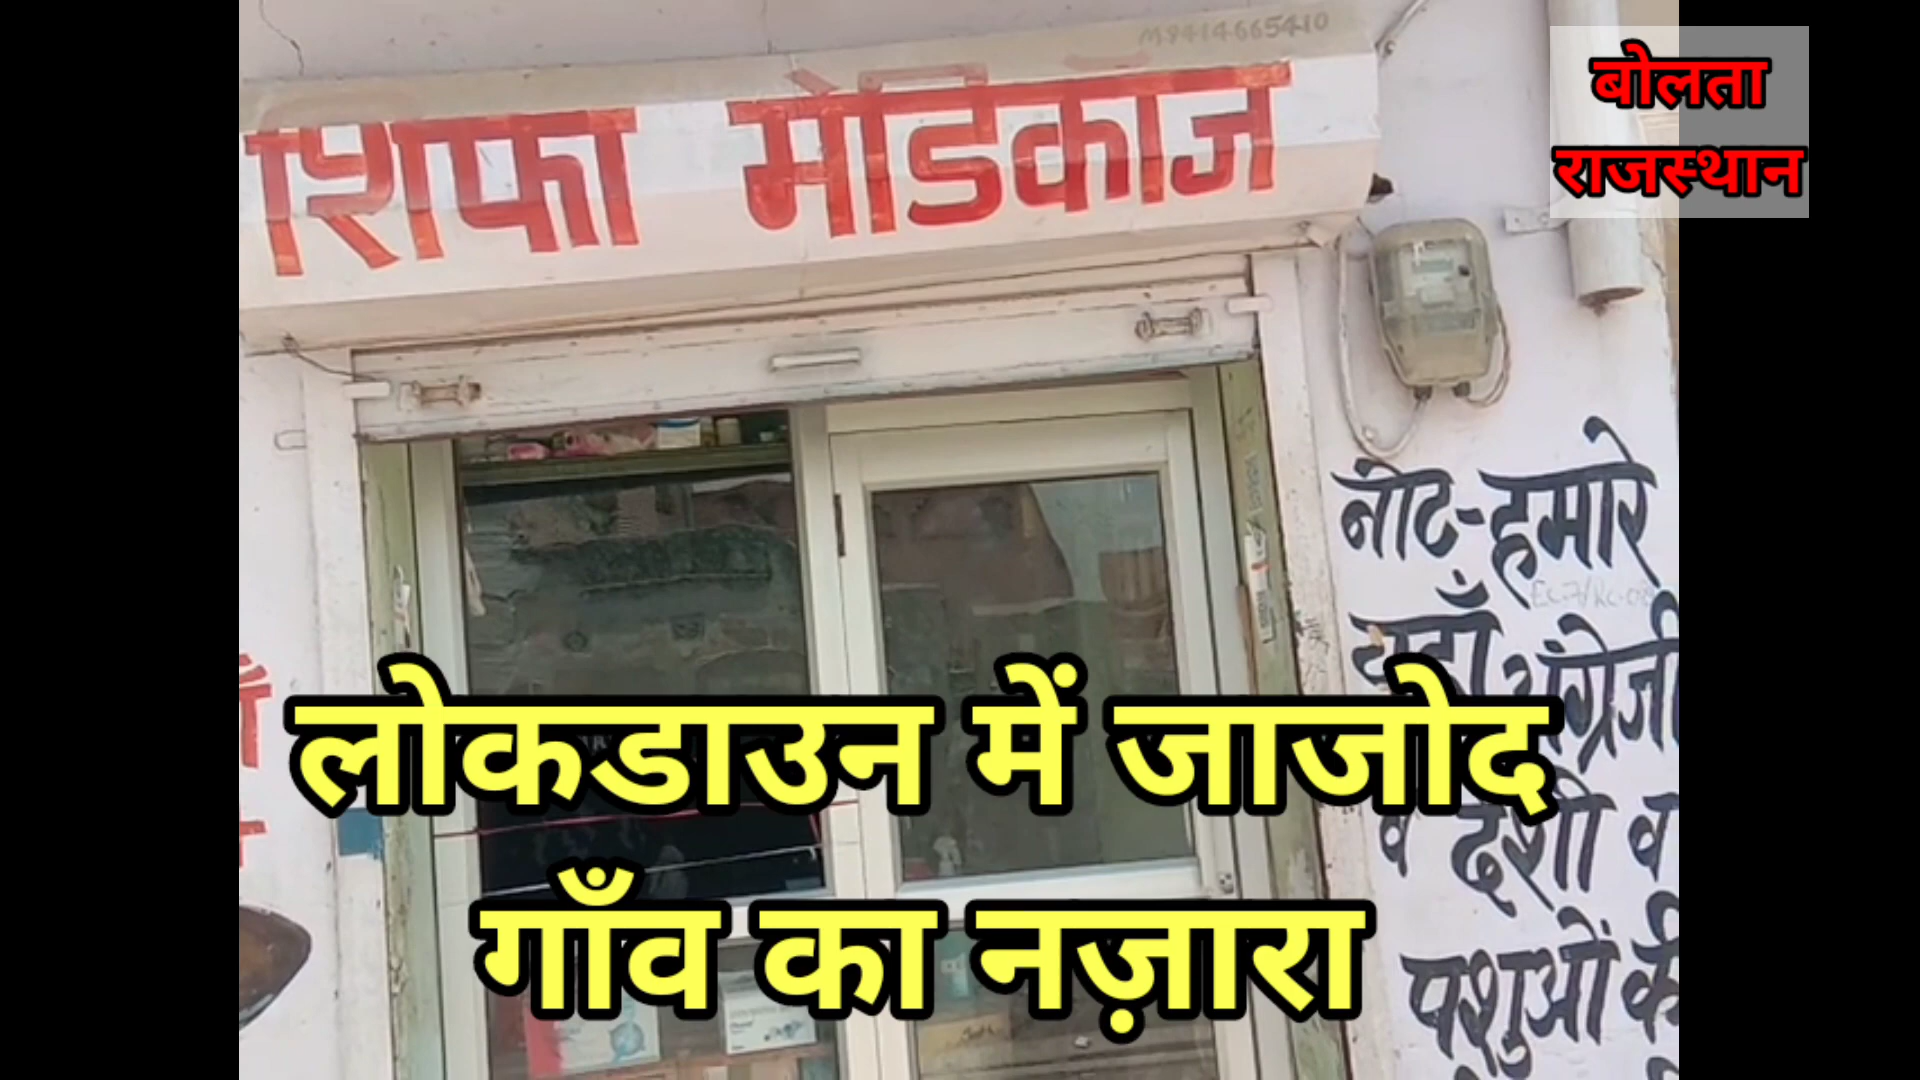 M9414665410
शिफा मेडिकॉज
बोलता
राजस्थान
नोट-हमारे
यहाँ अंग्रेजी
व देशी व
पशुओं की
लोकडाउन में जाजोद
गाँव का नज़ारा